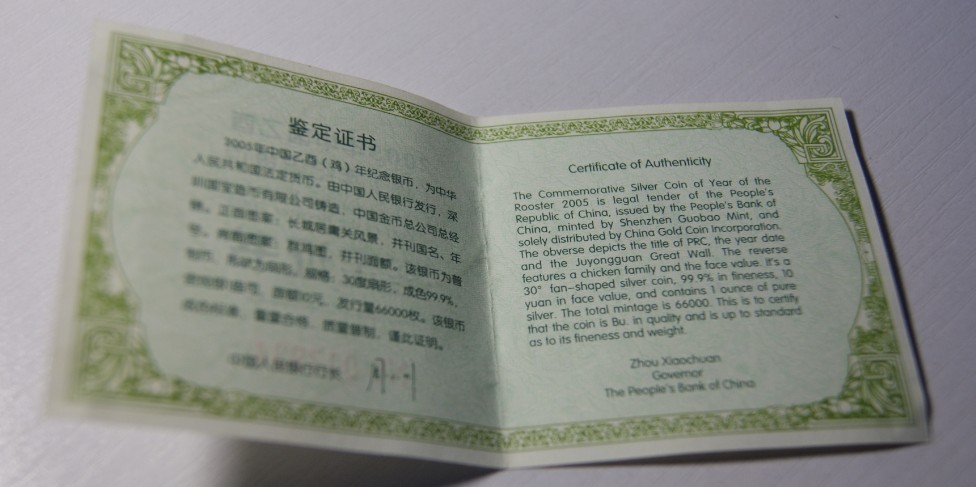 鉴定证书
2005年中国乙酉（鸡）年纪念银币，为中华
人民共和国法定货币。由中国人民银行发行，深
圳国宝造币有限公司铸造，中国金币总公司总经
销。正面图案：长城居庸关风景，并刊国名、年
号。背面图案：群鸡图，并刊面额。该银币为普
制币，形状为扇形，规格：30度扇形，成色99.9%，
面额10元，发行量66000枚。该银币
成色标准，重量合格，质量管制，谨此证明。
中国人民银行行长
Certificate of Authenticity
The Commemorative Silver Coin of Year of the
Rooster 2005 is legal tender of the People's
Republic of China, issued by the People's Bank of
China, minted by Shenzhen Guobao Mint, and
solely distributed by China Gold Coin Incorporation.
The obverse depicts the title of PRC, the year date
and the Juyongguan Great Wall. The reverse
features a chicken family and the face value. It's a
30° fan-shaped silver coin, 99.9% in fineness, 10
yuan in face value, and contains 1 ounce of pure
silver. The total mintage is 66000. This is to certify
that the coin is Bu. in quality and is up to standard
as to its fineness and weight.
Zhou Xiaochuan
Governor
The People's Bank of China